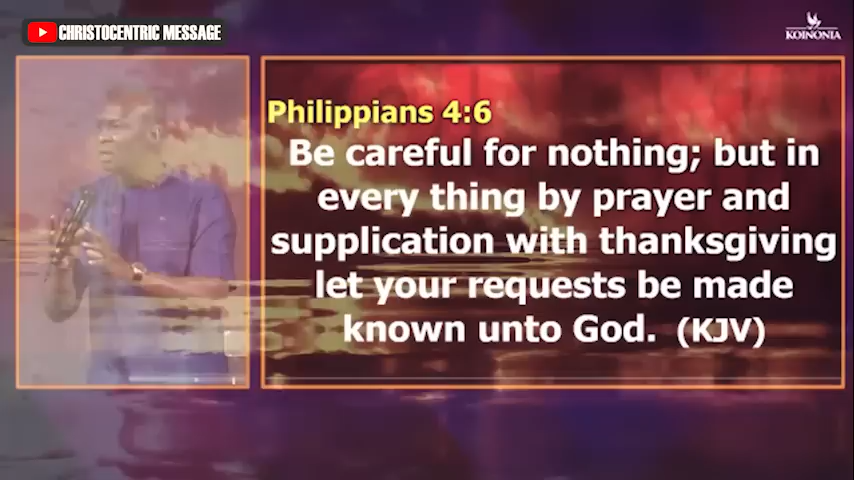 CHRISTOCENTRIC MESSAGE
KOINONIA
Philippians 4:6
Be careful for nothing; but in
every thing by prayer and
supplication with thanksgiving
let your requests be made
known unto God. (KJV)